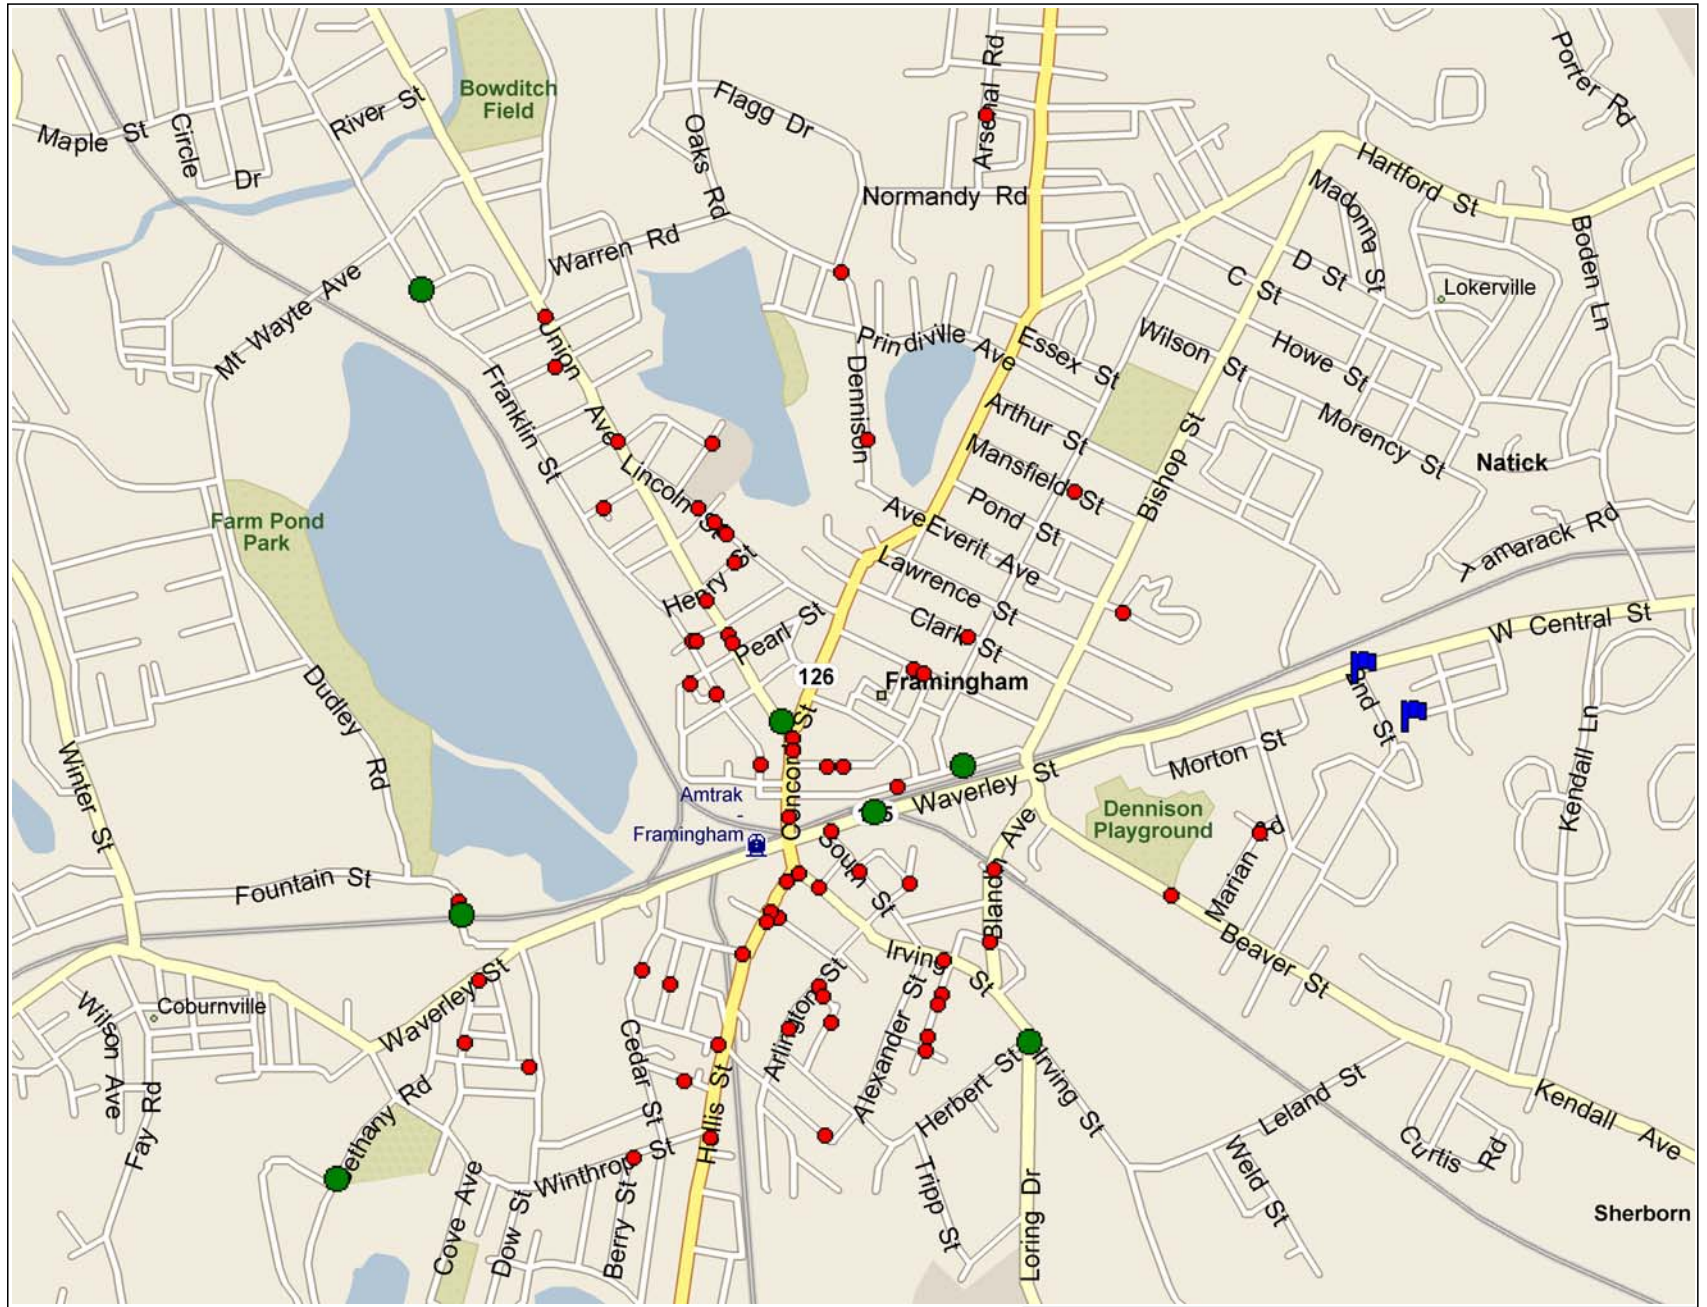 Bowditch
Field
Maple St
Circle
Dr
River St
Flagg Dr
Oaks Rd
Arsenal Rd
Normandy Rd
Porter Rd
Hartford St
Madonna St
Boden Ln
D St
C St
Lokerville
Warren Rd
Mt Wayte Ave
Union
Ave
Prindiville Ave
Essex St
Wilson St
Howe St
Dennison
Ave
Franklin St
Arthur St
Mansfield St
Morency St
Natick
Bishop St
Lincoln St
Pond St
Farm Pond
Park
Everit Ave
Tamarack Rd
Lawrence St
Henry St
Pearl St
Clark St
W Central St
126
Framingham
Dudley
Rd
2nd St
Kendall Ln
Winter St
Morton St
Concord St
Amtrak
-
Framingham
Waverley St
Dennison
Playground
Marian Rd
South St
Blandin Ave
Fountain St
Irving
St
Beaver St
Waverley St
Coburnville
Wilson Ave
Fay Rd
Cedar St
Arlington St
Alexander St
Hollis St
Herbert St
Irving St
Leland St
Kendall Ave
Curtis Rd
Weld St
Winthrop St
Cove Ave
Dow St
Berry St
Tripp St
Loring Dr
Sherborn